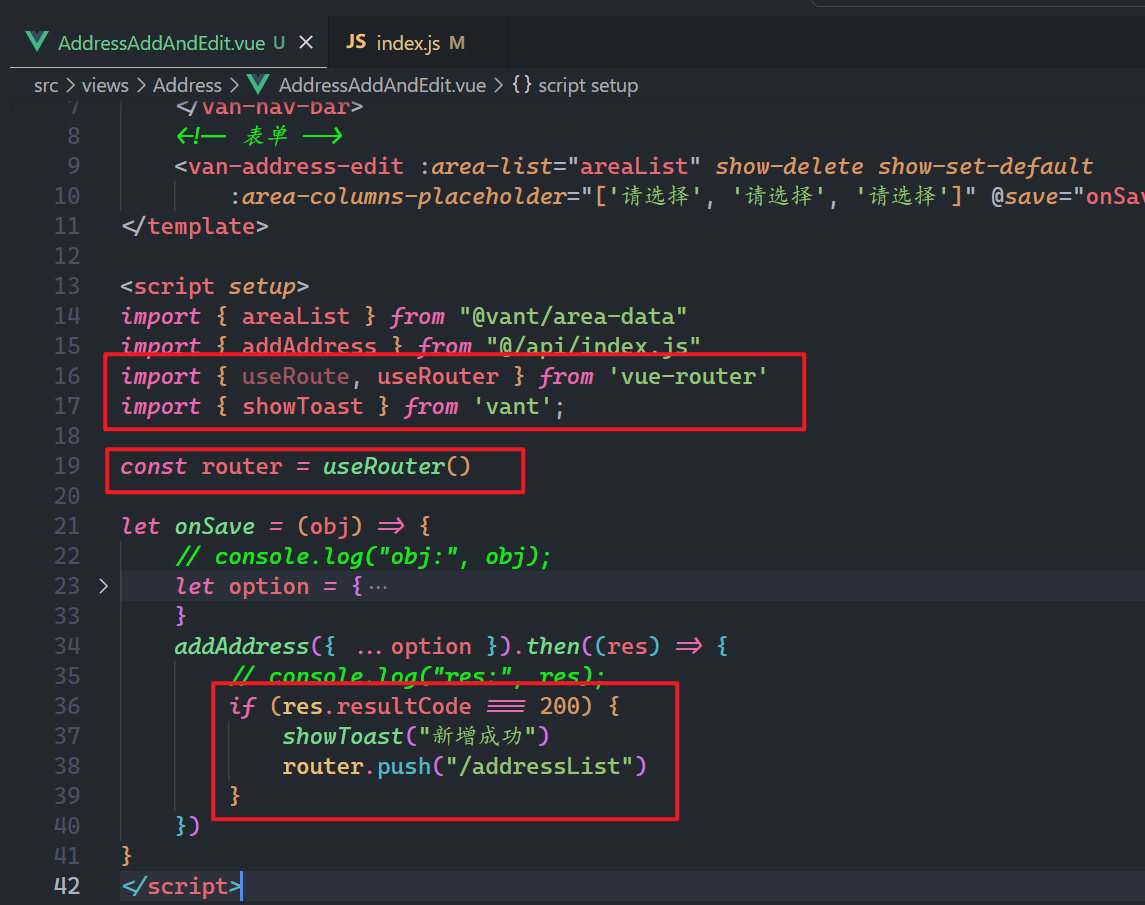 AddressAddAndEdit.vue U × JS index.js M
src > views > Address > AddressAddAndEdit.vue > {} script setup
7 </van-nav-bar>
8 <!-- 表单 -->
9 <van-address-edit :area-list="areaList" show-delete show-set-default
10 :area-columns-placeholder="['请选择', '请选择', '请选择']" @save="onSav
11 </template>
12
13 <script setup>
14 import { areaList } from "@vant/area-data"
15 import { addAddress } from "@/api/index.js"
16 import { useRoute, useRouter } from 'vue-router'
17 import { showToast } from 'vant';
18
19 const router = useRouter()
20
21 let onSave = (obj) => {
22 // console.log("obj:", obj);
23 let option = {···
33 }
34 addAddress({ ...option }).then((res) => {
35 // console.log("res:", res);
36 if (res.resultCode === 200) {
37 showToast("新增成功")
38 router.push("/addressList")
39 }
40 })
41 }
42 </script>